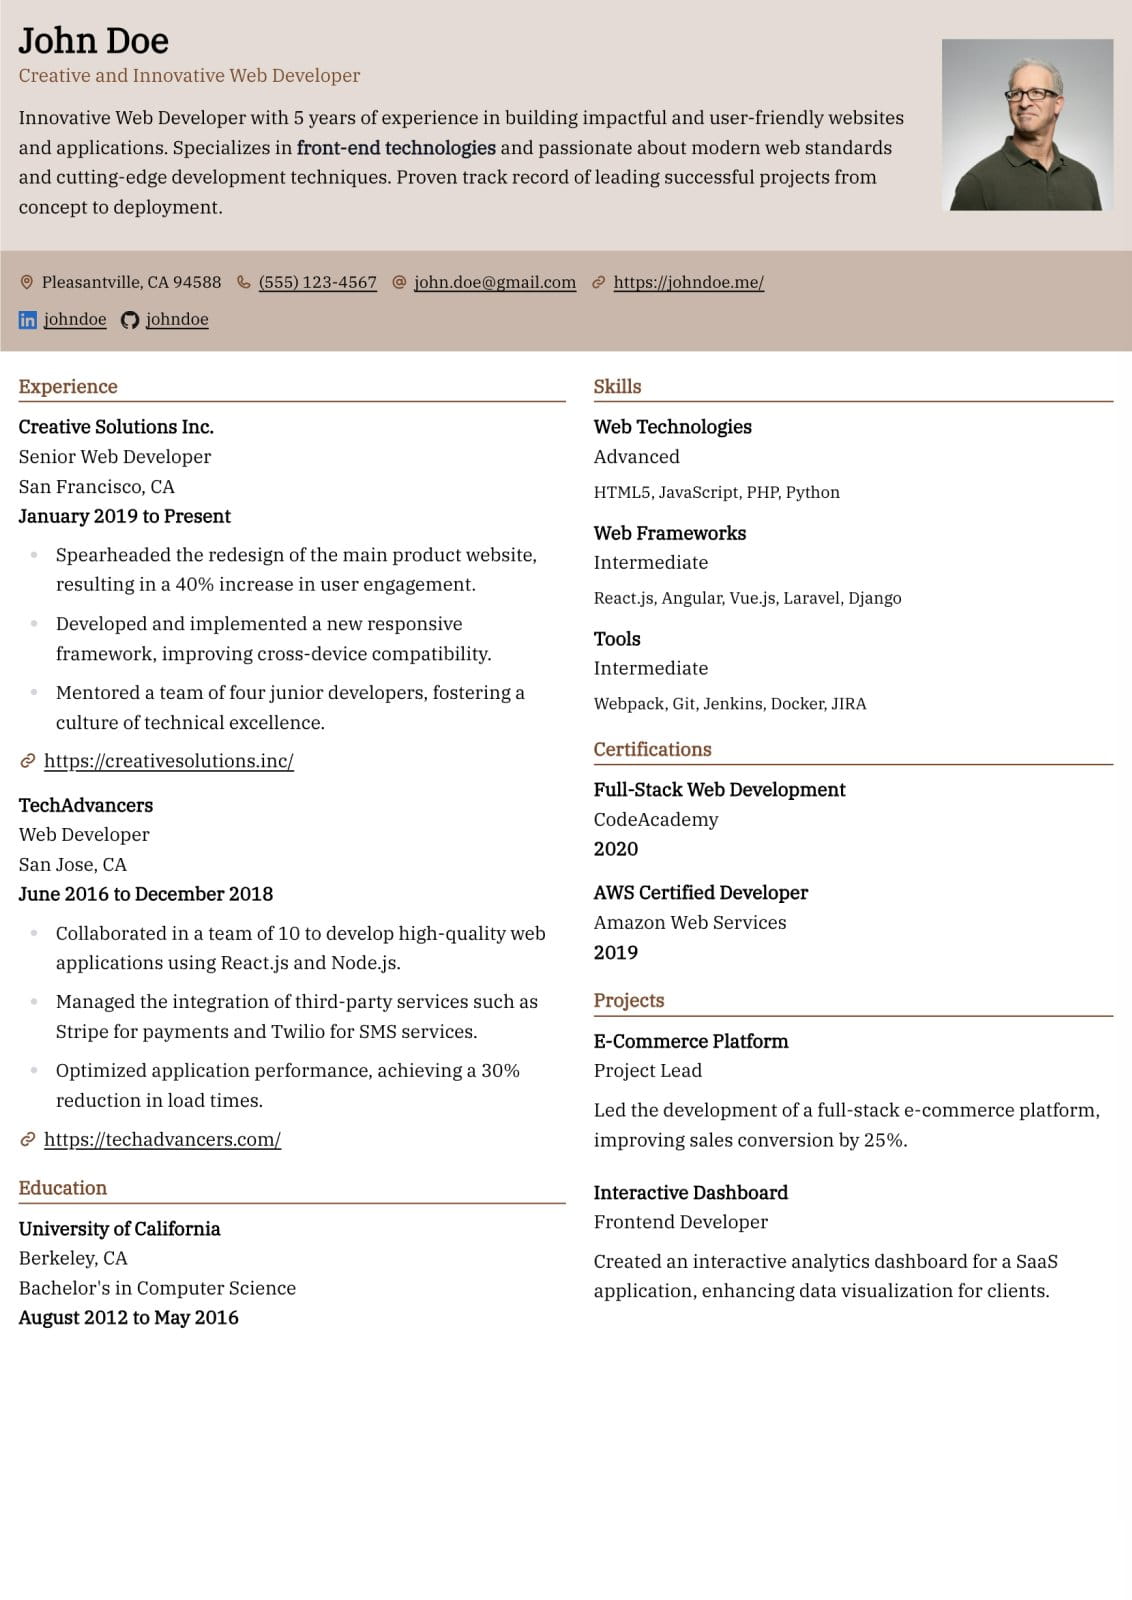 John Doe
Creative and Innovative Web Developer
Innovative Web Developer with 5 years of experience in building impactful and user-friendly websites
and applications. Specializes in front-end technologies and passionate about modern web standards
and cutting-edge development techniques. Proven track record of leading successful projects from
concept to deployment.
Pleasantville, CA 94588 (555) 123-4567 john.doe@gmail.com https://johndoe.me/
johndoe johndoe
Experience
Creative Solutions Inc.
Senior Web Developer
San Francisco, CA
January 2019 to Present
Spearheaded the redesign of the main product website,
resulting in a 40% increase in user engagement.
Developed and implemented a new responsive
framework, improving cross-device compatibility.
Mentored a team of four junior developers, fostering a
culture of technical excellence.
https://creativesolutions.inc/
TechAdvancers
Web Developer
San Jose, CA
June 2016 to December 2018
Collaborated in a team of 10 to develop high-quality web
applications using React.js and Node.js.
Managed the integration of third-party services such as
Stripe for payments and Twilio for SMS services.
Optimized application performance, achieving a 30%
reduction in load times.
https://techadvancers.com/
Education
University of California
Berkeley, CA
Bachelor's in Computer Science
August 2012 to May 2016
Skills
Web Technologies
Advanced
HTML5, JavaScript, PHP, Python
Web Frameworks
Intermediate
React.js, Angular, Vue.js, Laravel, Django
Tools
Intermediate
Webpack, Git, Jenkins, Docker, JIRA
Certifications
Full-Stack Web Development
CodeAcademy
2020
AWS Certified Developer
Amazon Web Services
2019
Projects
E-Commerce Platform
Project Lead
Led the development of a full-stack e-commerce platform,
improving sales conversion by 25%.
Interactive Dashboard
Frontend Developer
Created an interactive analytics dashboard for a SaaS
application, enhancing data visualization for clients.